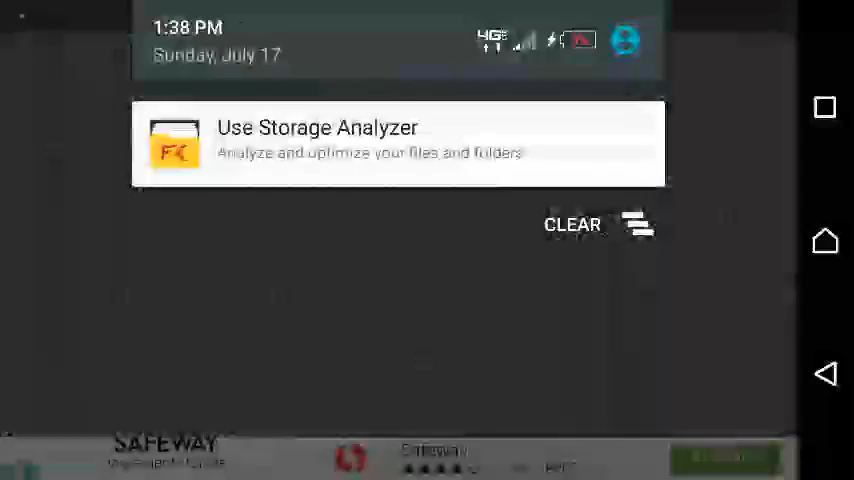 1:38 PM
4G
Sunday, July 17
Use Storage Analyzer
FX
Analyze and optimize your files and folders
CLEAR
SAFEWAY
Safeway